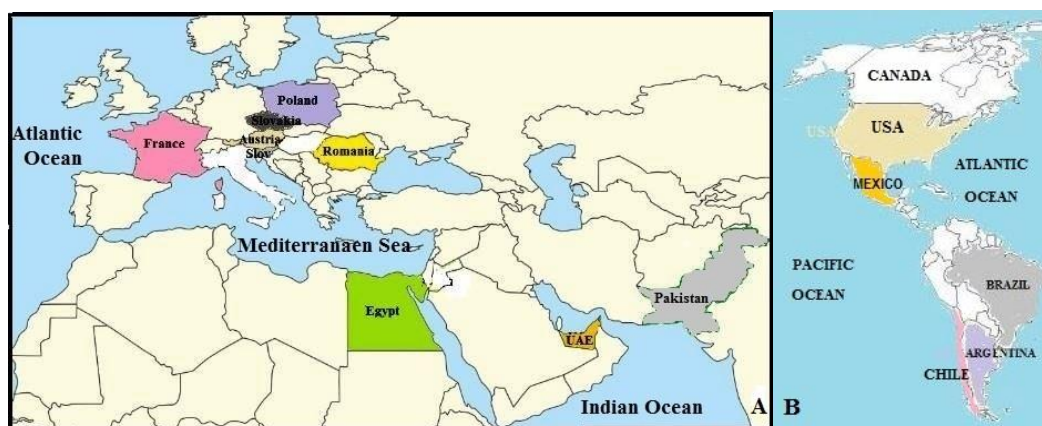 Atlantic
Ocean
France
Poland
Slovakia
Austria
Slov
Romania
Mediterranaen Sea
Egypt
UAE
Pakistan
Indian Ocean
A
CANADA
USA
USA
MEXICO
ATLANTIC
OCEAN
PACIFIC
OCEAN
BRAZIL
ARGENTINA
CHILE
B